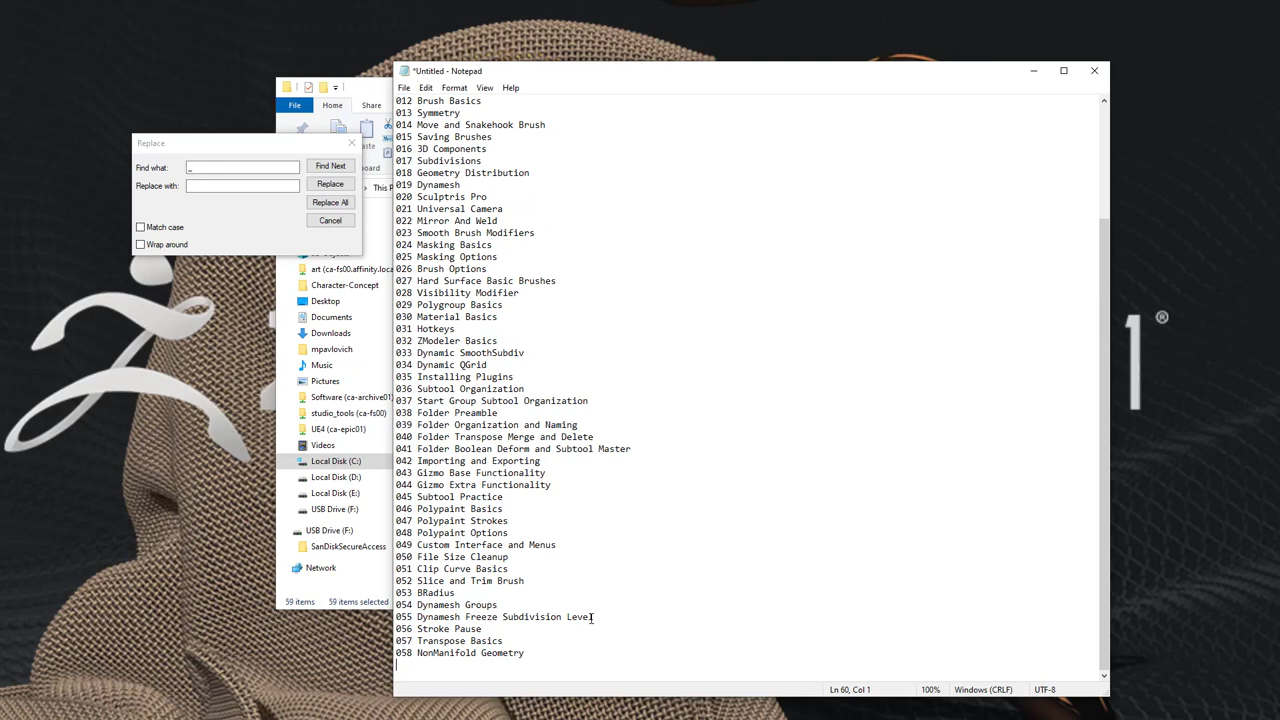 *Untitled - Notepad
File Edit Format View Help
File Home Share
Replace
Find what: _ Find Next
Replace with: Replace
Replace All
Cancel
Match case
Wrap around
This P
art (ca-fs00.affinity.loca
Character-Concept
Desktop
Documents
Downloads
mpavlovich
Music
Pictures
Software (ca-archive01)
studio_tools (ca-fs00)
UE4 (ca-epic01)
Videos
Local Disk (C:)
Local Disk (D:)
Local Disk (E:)
USB Drive (F:)
USB Drive (F:)
SanDiskSecureAccess
Network
59 items 59 items selected
012 Brush Basics
013 Symmetry
014 Move and Snakehook Brush
015 Saving Brushes
016 3D Components
017 Subdivisions
018 Geometry Distribution
019 Dynamesh
020 Sculptris Pro
021 Universal Camera
022 Mirror And Weld
023 Smooth Brush Modifiers
024 Masking Basics
025 Masking Options
026 Brush Options
027 Hard Surface Basic Brushes
028 Visibility Modifier
029 Polygroup Basics
030 Material Basics
031 Hotkeys
032 ZModeler Basics
033 Dynamic SmoothSubdiv
034 Dynamic QGrid
035 Installing Plugins
036 Subtool Organization
037 Start Group Subtool Organization
038 Folder Preamble
039 Folder Organization and Naming
040 Folder Transpose Merge and Delete
041 Folder Boolean Deform and Subtool Master
042 Importing and Exporting
043 Gizmo Base Functionality
044 Gizmo Extra Functionality
045 Subtool Practice
046 Polypaint Basics
047 Polypaint Strokes
048 Polypaint Options
049 Custom Interface and Menus
050 File Size Cleanup
051 Clip Curve Basics
052 Slice and Trim Brush
053 BRadius
054 Dynamesh Groups
055 Dynamesh Freeze Subdivision Level
056 Stroke Pause
057 Transpose Basics
058 NonManifold Geometry
Ln 60, Col 1 100% Windows (CRLF) UTF-8
1®